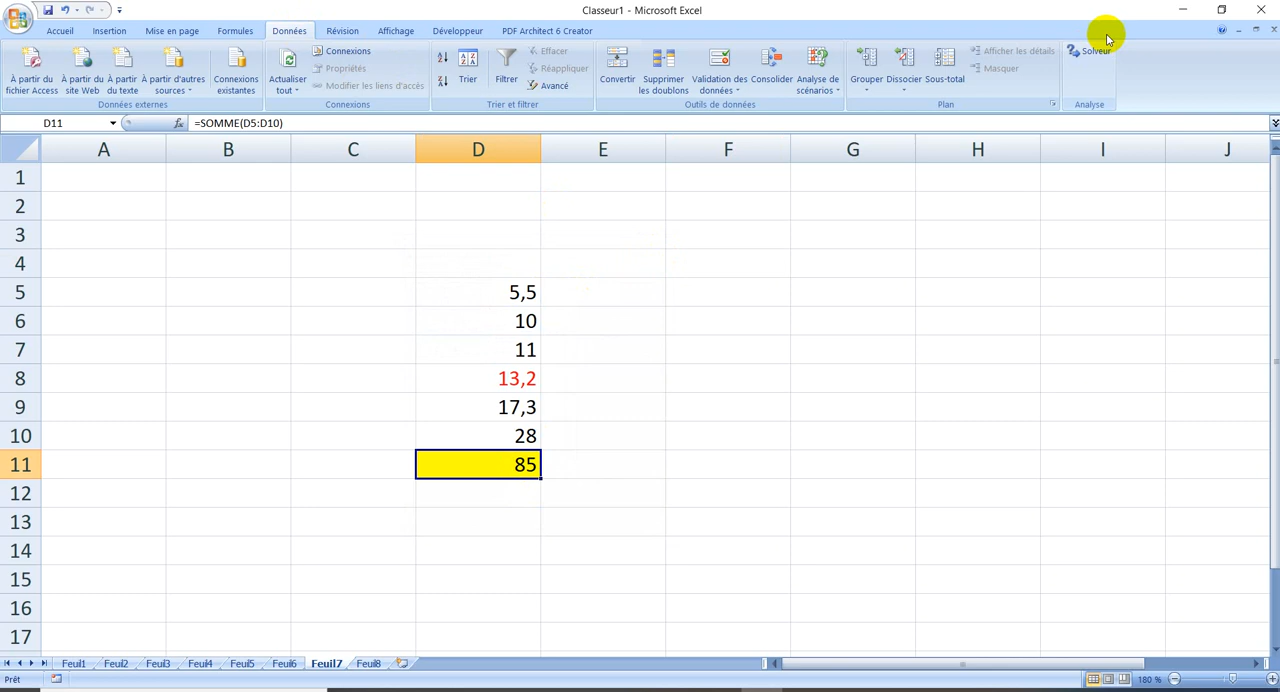 Classeur1 - Microsoft Excel
Accueil Insertion Mise en page Formules Données Révision Affichage Développeur PDF Architect 6 Creator
À partir du fichier Access
À partir du site Web
À partir du texte
À partir d'autres sources
Connexions existantes
Données externes
Actualiser tout
Connexions
Propriétés
Modifier les liens d'accès
Connexions
Trier
Filtrer
Effacer
Réappliquer
Avancé
Trier et filtrer
Convertir
Supprimer les doublons
Validation des données
Consolider
Analyse de scénarios
Outils de données
Grouper
Dissocier
Sous-total
Afficher les détails
Masquer
Plan
Solveur
Analyse
D11 fx =SOMME(D5:D10)
A B C D E F G H I J
1
2
3
4
5 5,5
6 10
7 11
8 13,2
9 17,3
10 28
11 85
12
13
14
15
16
17
Feuil1 Feuil2 Feuil3 Feuil4 Feuil5 Feuil6 Feuil7 Feuil8
Prêt 180 %